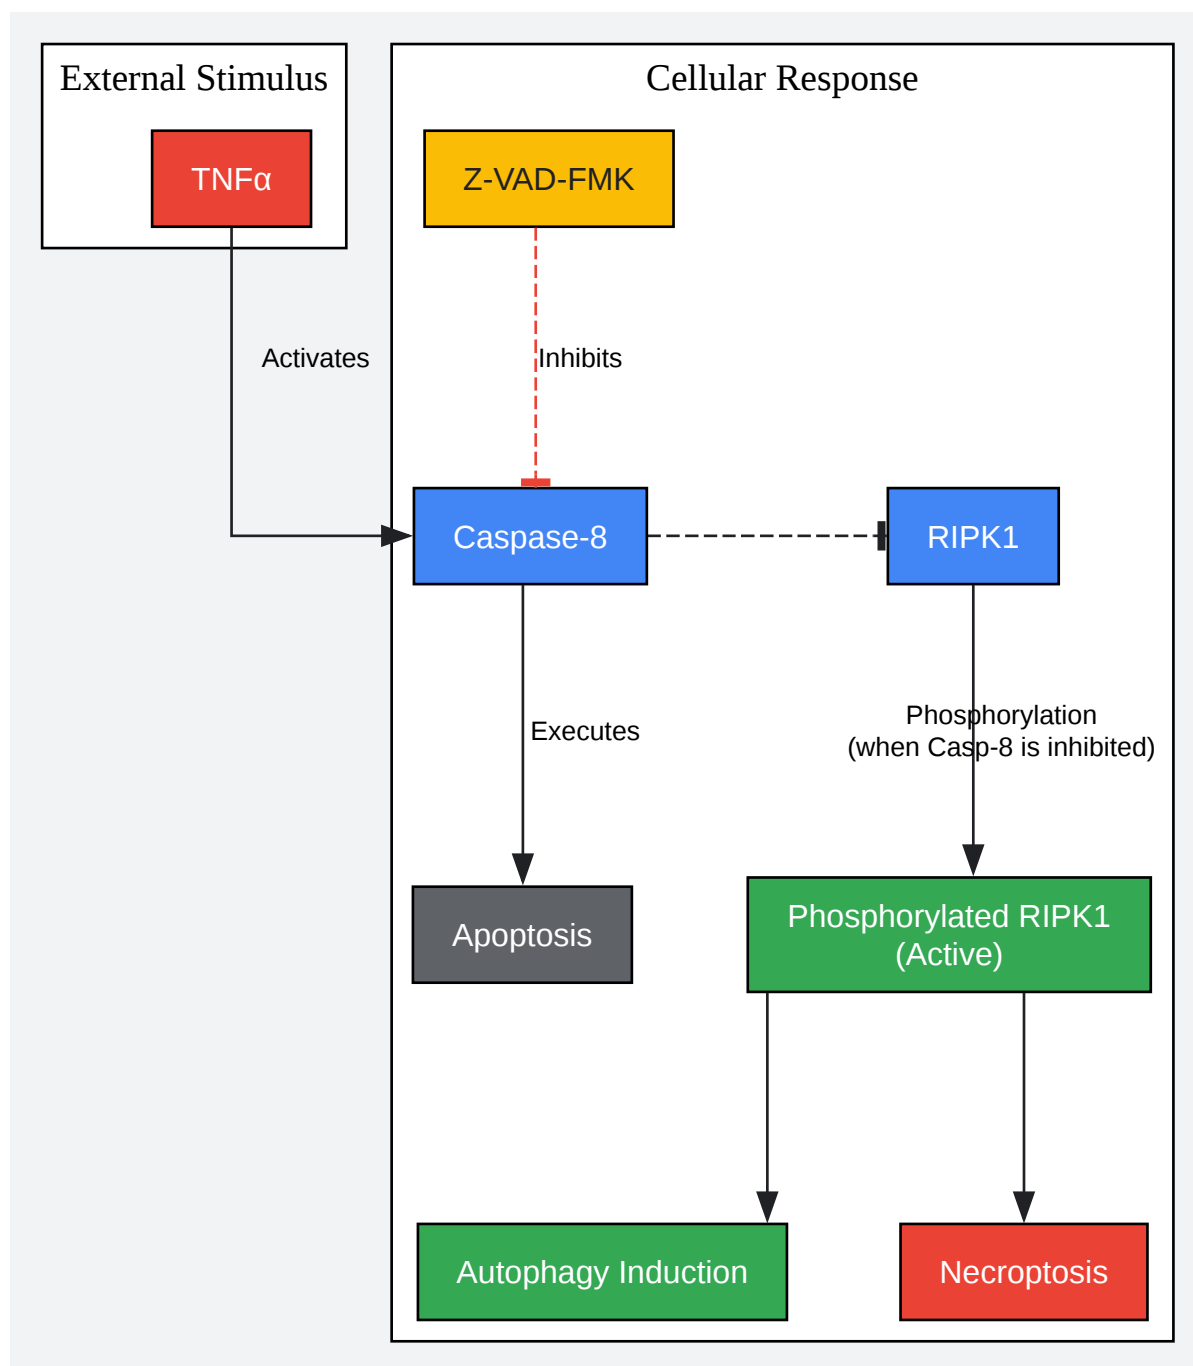 External Stimulus
Cellular Response
TNFα
Z-VAD-FMK
Activates
Inhibits
Caspase-8
RIPK1
Executes
Phosphorylation
(when Casp-8 is inhibited)
Apoptosis
Phosphorylated RIPK1
(Active)
Autophagy Induction
Necroptosis